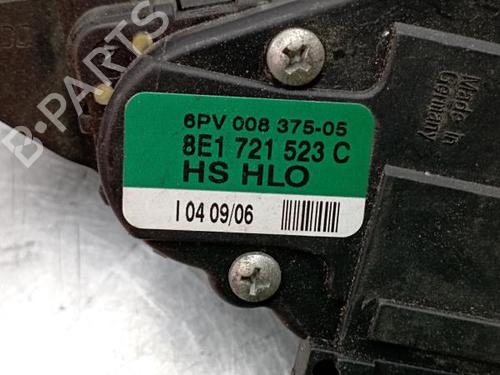 B-PARTS
6PV 008 375-05
8E1 721 523 C
HS HLO
I 04 09/06
Made in
Germany